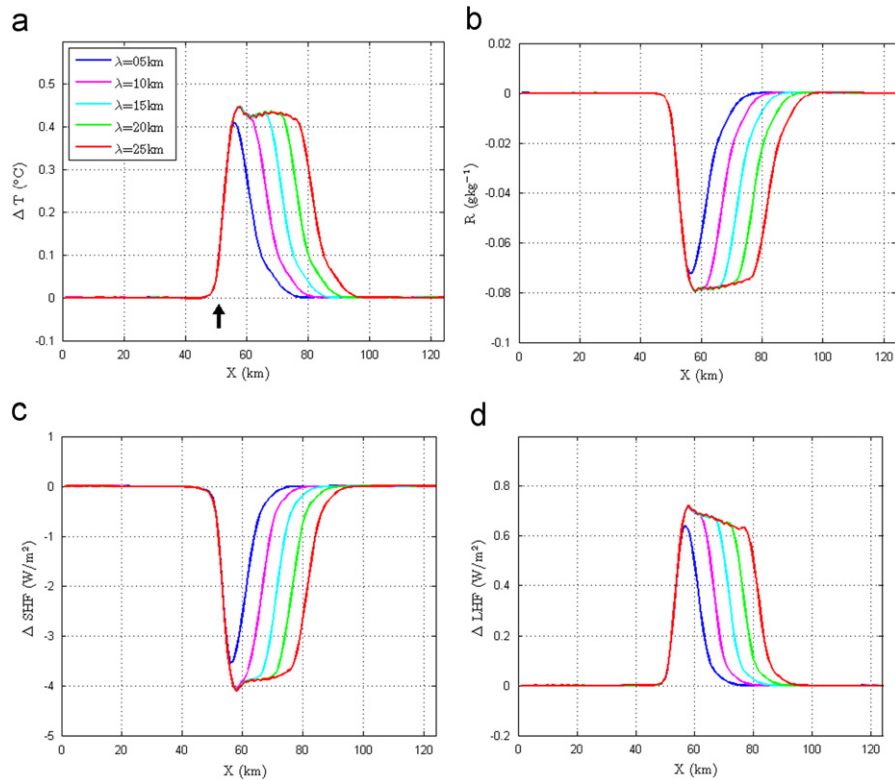 a
0.5
0.4
0.3
0.2
0.1
0
-0.1
Δ T (°C)
λ=05km
λ=10km
λ=15km
λ=20km
λ=25km
0 20 40 60 80 100 120
X (km)
b
0.02
0
-0.02
-0.04
-0.06
-0.08
-0.1
R (gkg⁻¹)
0 20 40 60 80 100 120
X (km)
c
1
0
-1
-2
-3
-4
-5
Δ SHF (W/m²)
0 20 40 60 80 100 120
X (km)
d
0.8
0.6
0.4
0.2
0
-0.2
Δ LHF (W/m²)
0 20 40 60 80 100 120
X (km)